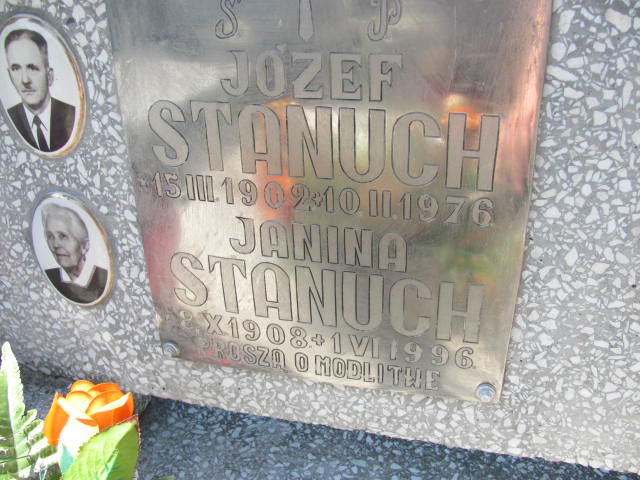 S P
JÓZEF
STANUCH
*15.III.1902+10.II.1976
JANINA
STANUCH
8.X.1908+1.VI.1996
PROSZĄ O MODLITWĘ